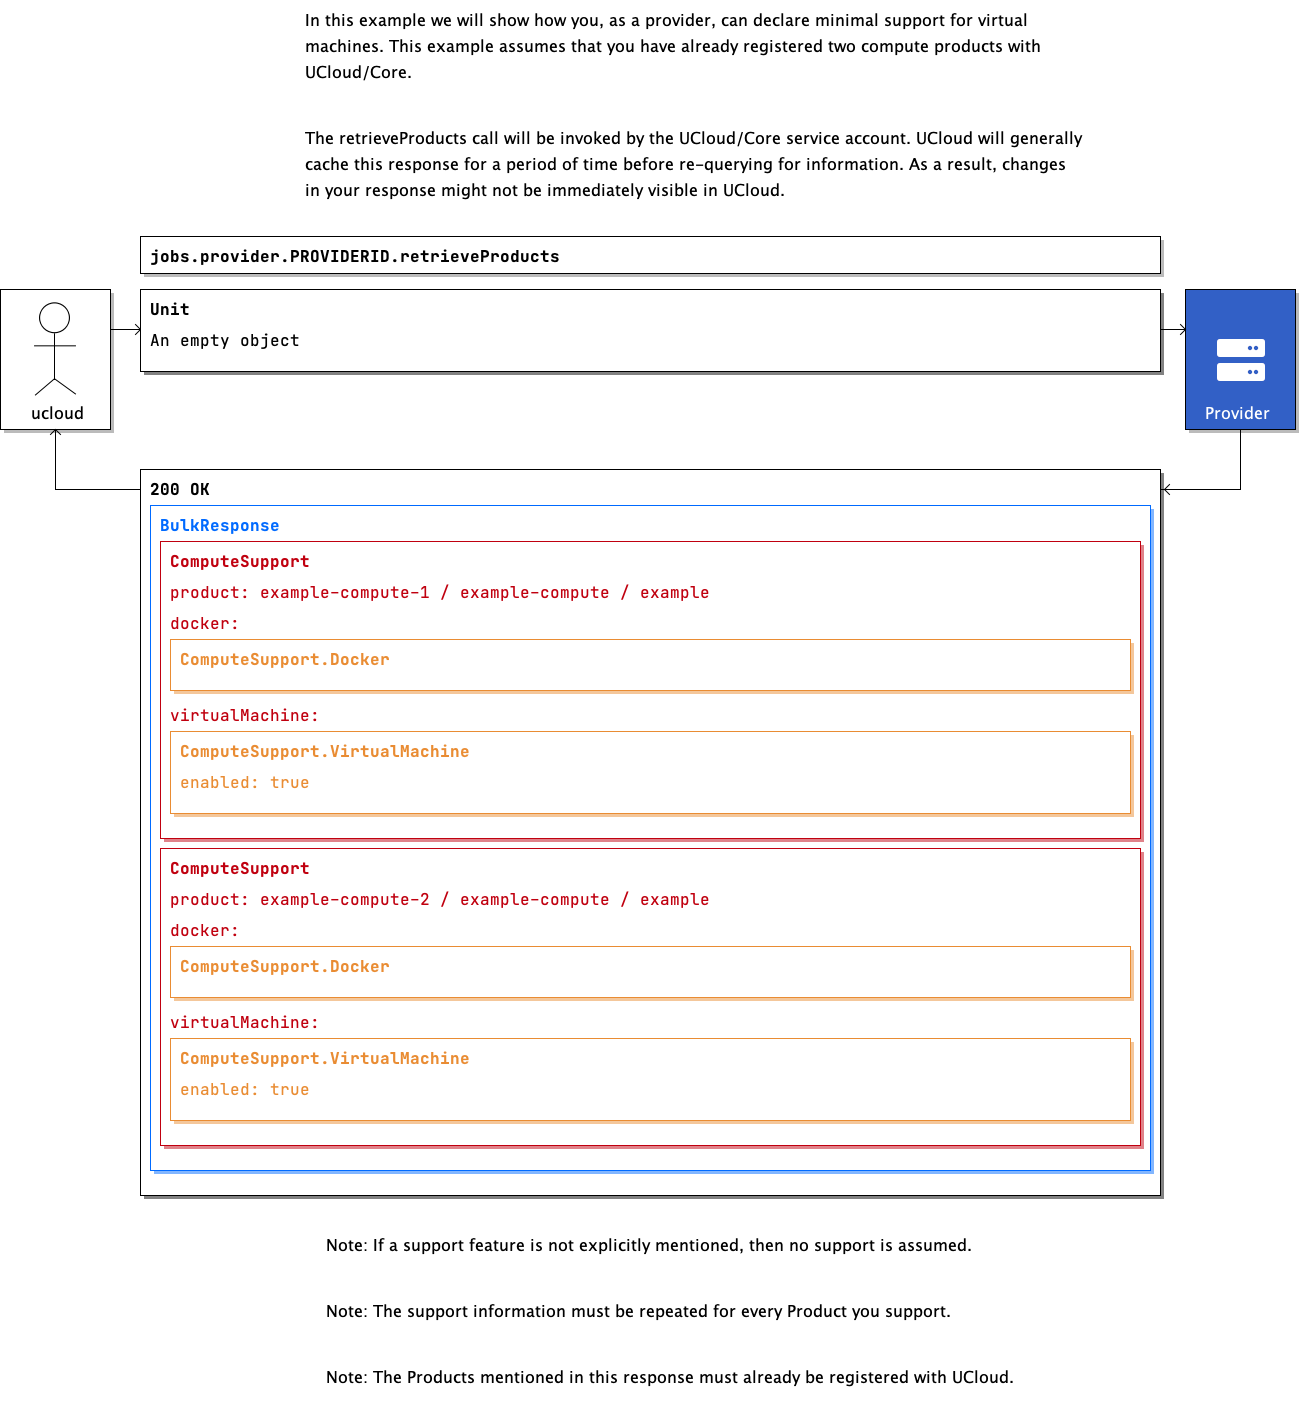 In this example we will show how you, as a provider, can declare minimal support for virtual
machines. This example assumes that you have already registered two compute products with
UCloud/Core.
The retrieveProducts call will be invoked by the UCloud/Core service account. UCloud will generally
cache this response for a period of time before re-querying for information. As a result, changes
in your response might not be immediately visible in UCloud.
jobs.provider.PROVIDERID.retrieveProducts
Unit
An empty object
ucloud
Provider
200 OK
BulkResponse
ComputeSupport
product: example-compute-1 / example-compute / example
docker:
ComputeSupport.Docker
virtualMachine:
ComputeSupport.VirtualMachine
enabled: true
ComputeSupport
product: example-compute-2 / example-compute / example
docker:
ComputeSupport.Docker
virtualMachine:
ComputeSupport.VirtualMachine
enabled: true
Note: If a support feature is not explicitly mentioned, then no support is assumed.
Note: The support information must be repeated for every Product you support.
Note: The Products mentioned in this response must already be registered with UCloud.